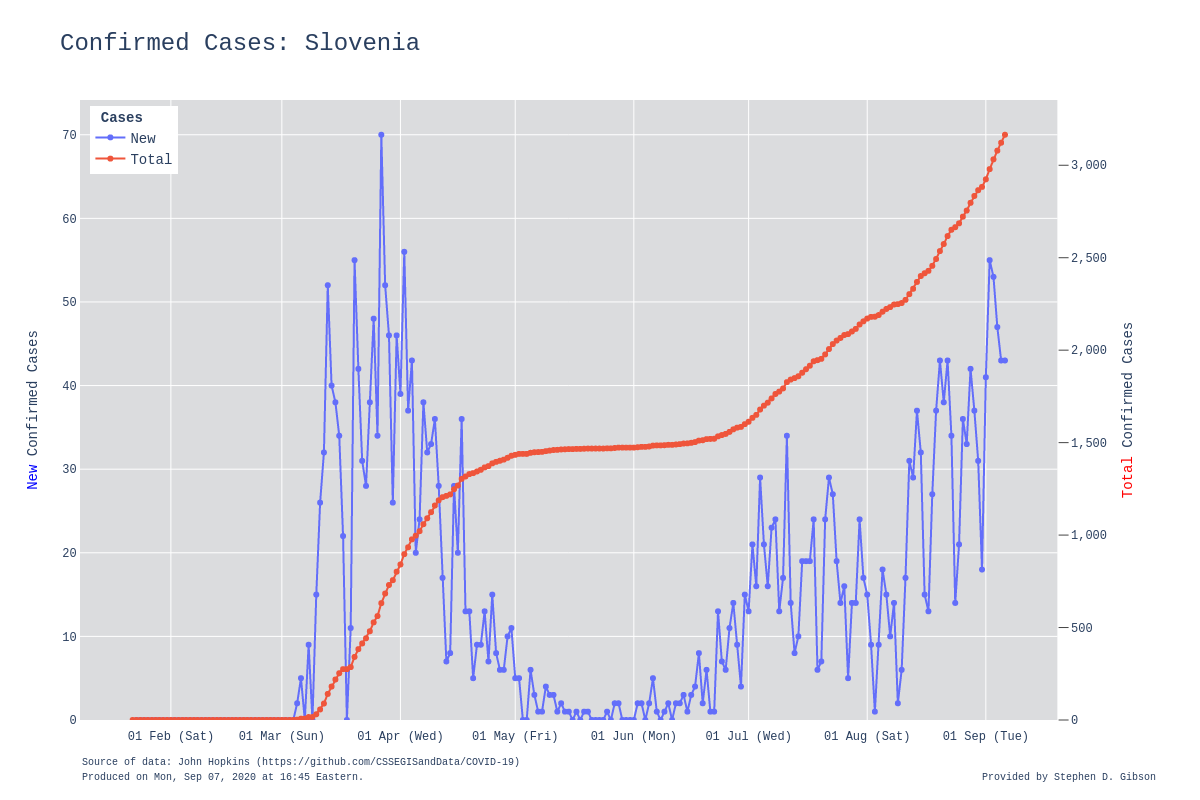 Confirmed Cases: Slovenia
Cases
New
Total
70
60
50
40
30
20
10
0
3,000
2,500
2,000
1,500
1,000
500
0
New Confirmed Cases
Total Confirmed Cases
01 Feb (Sat) 01 Mar (Sun) 01 Apr (Wed) 01 May (Fri) 01 Jun (Mon) 01 Jul (Wed) 01 Aug (Sat) 01 Sep (Tue)
Source of data: John Hopkins (https://github.com/CSSEGISandData/COVID-19)
Produced on Mon, Sep 07, 2020 at 16:45 Eastern.
Provided by Stephen D. Gibson